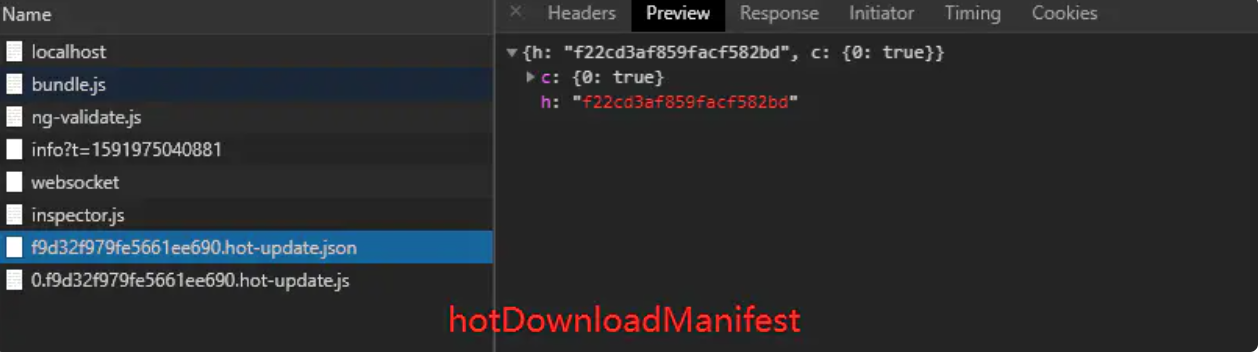 Name
localhost
bundle.js
ng-validate.js
info?t=1591975040881
websocket
inspector.js
f9d32f979fe5661ee690.hot-update.json
0.f9d32f979fe5661ee690.hot-update.js
× Headers Preview Response Initiator Timing Cookies
▼{h: "f22cd3af859facf582bd", c: {0: true}}
▶c: {0: true}
h: "f22cd3af859facf582bd"
hotDownloadManifest